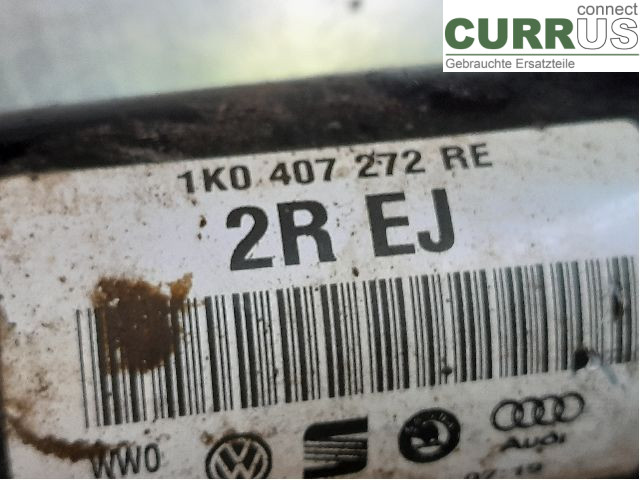 connect
CURRUS
Gebrauchte Ersatzteile
1K0 407 272 RE
2R EJ
WW0
Audi